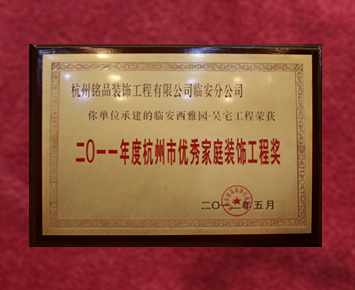 杭州铭品装饰工程有限公司临安分公司
你单位承建的临安西雅园·吴宅工程荣获
二〇一一年度杭州市优秀家庭装饰工程奖
二〇一二年五月